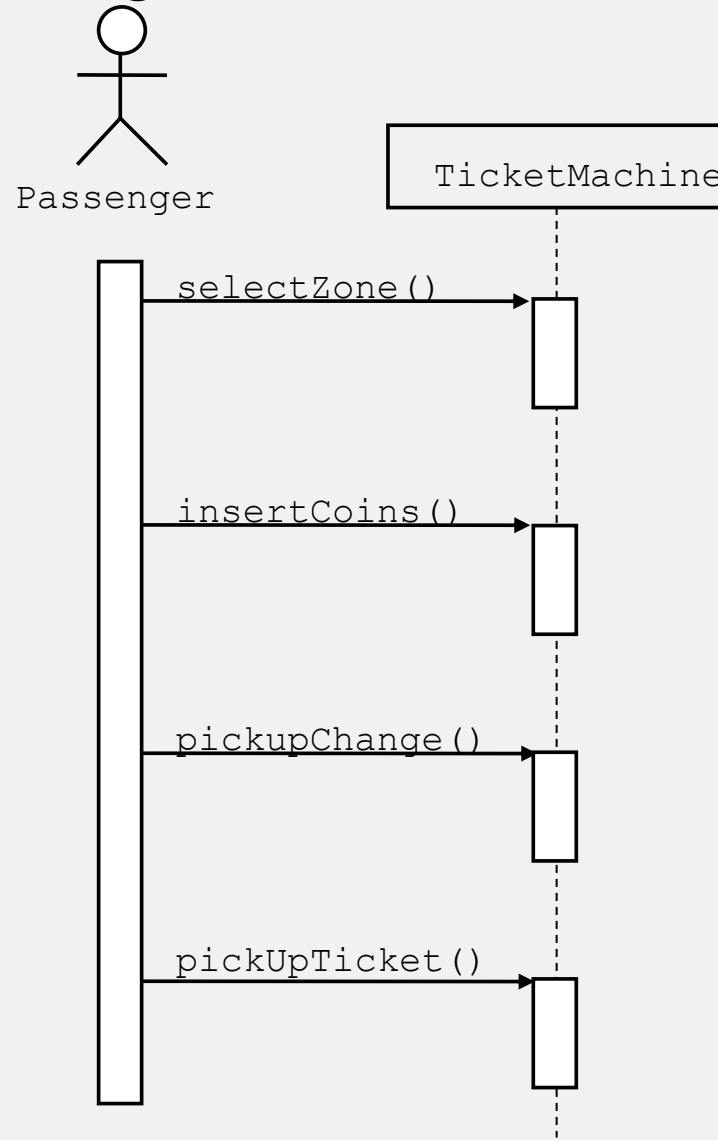 Passenger
TicketMachine
selectZone()
insertCoins()
pickupChange()
pickUpTicket()